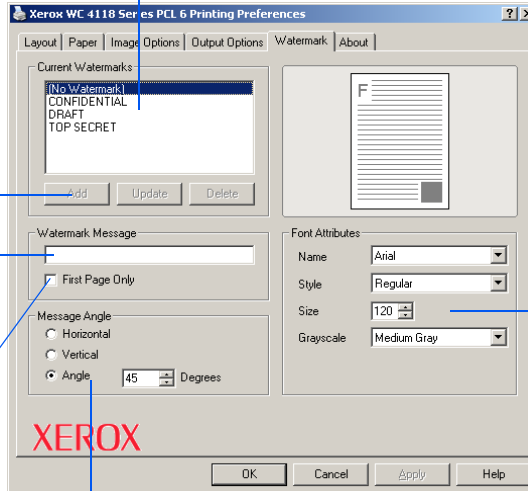 Xerox WC 4118 Series PCL 6 Printing Preferences
Layout Paper Image Options Output Options Watermark About
Current Watermarks
(No Watermark)
CONFIDENTIAL
DRAFT
TOP SECRET
Add Update Delete
F
Watermark Message
First Page Only
Message Angle
Horizontal
Vertical
Angle 45 Degrees
Font Attributes
Name Arial
Style Regular
Size 120
Grayscale Medium Gray
XEROX
OK Cancel Apply Help